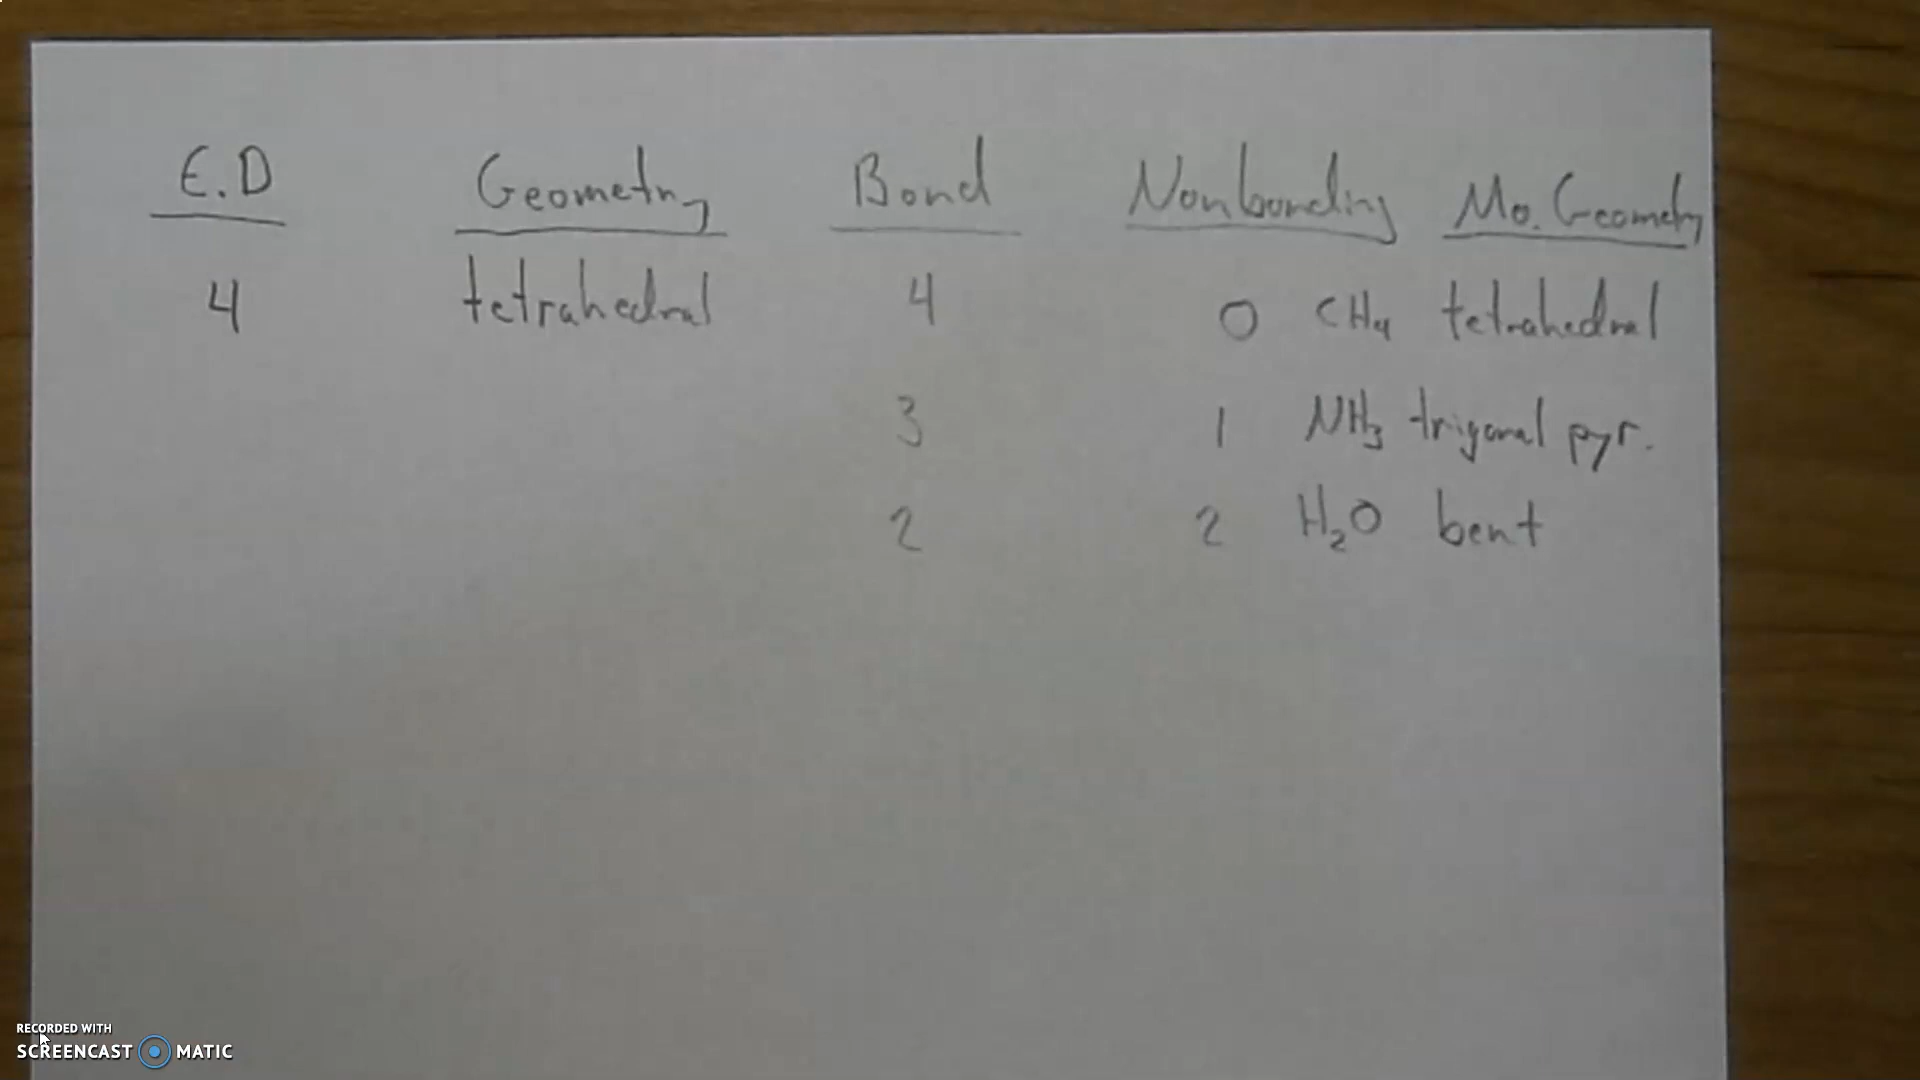 E.D Geometry Bond Nonbonding Mo. Geometry
4 tetrahedral 4 0 CH4 tetrahedral
3 1 NH3 trigonal pyr.
2 2 H2O bent
RECORDED WITH
SCREENCAST MATIC